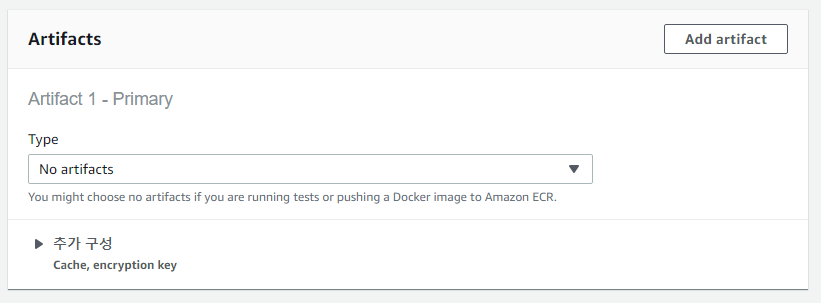 Artifacts
Add artifact
Artifact 1 - Primary
Type
No artifacts
You might choose no artifacts if you are running tests or pushing a Docker image to Amazon ECR.
추가 구성
Cache, encryption key